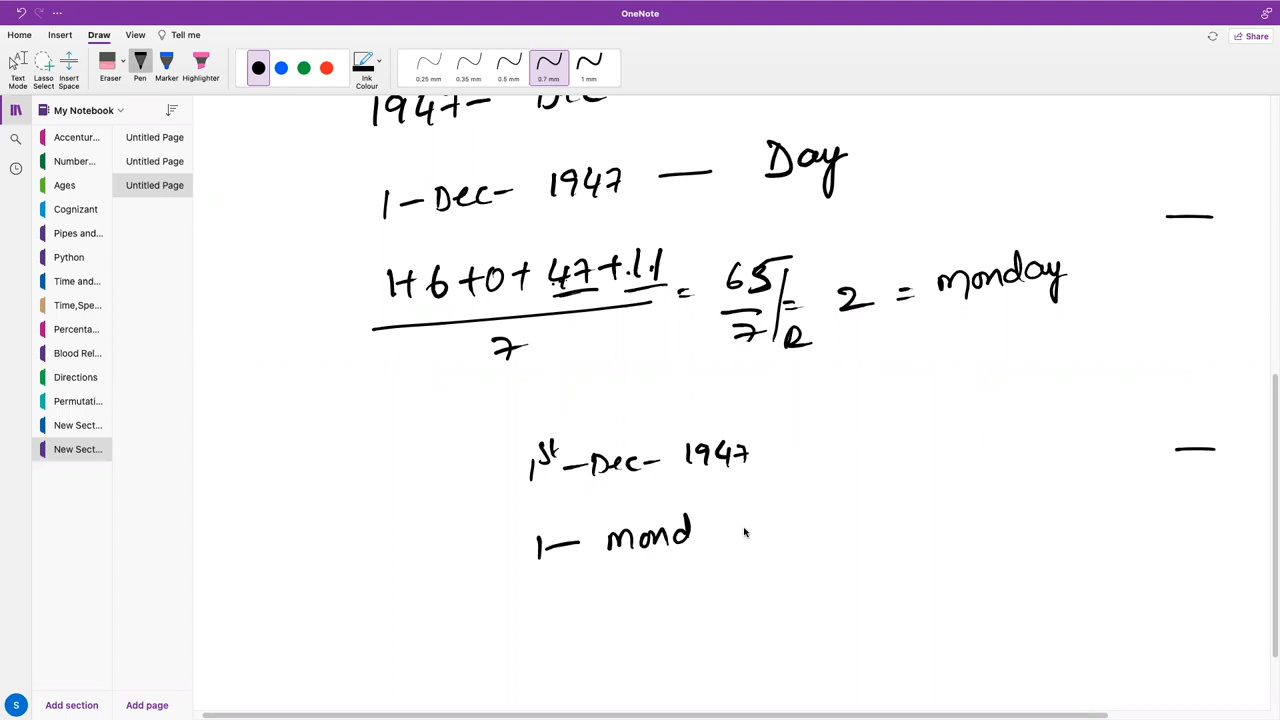 OneNote
Home Insert Draw View Tell me
Share
Text Mode
Lasso Select
Insert Space
Eraser
Pen
Marker
Highlighter
Ink Colour
0.25 mm
0.35 mm
0.5 mm
0.7 mm
1 mm
My Notebook
Accentur...
Number...
Ages
Cognizant
Pipes and...
Python
Time and...
Time,Spe...
Percenta...
Blood Rel...
Directions
Permutati...
New Sect...
New Sect...
Untitled Page
Untitled Page
Untitled Page
1947- Dec
1-Dec- 1947 — Day
1+6+0+47+11 = 65 = 2 = monday
7 7 R
1st-Dec- 1947
1- mond
S
Add section
Add page